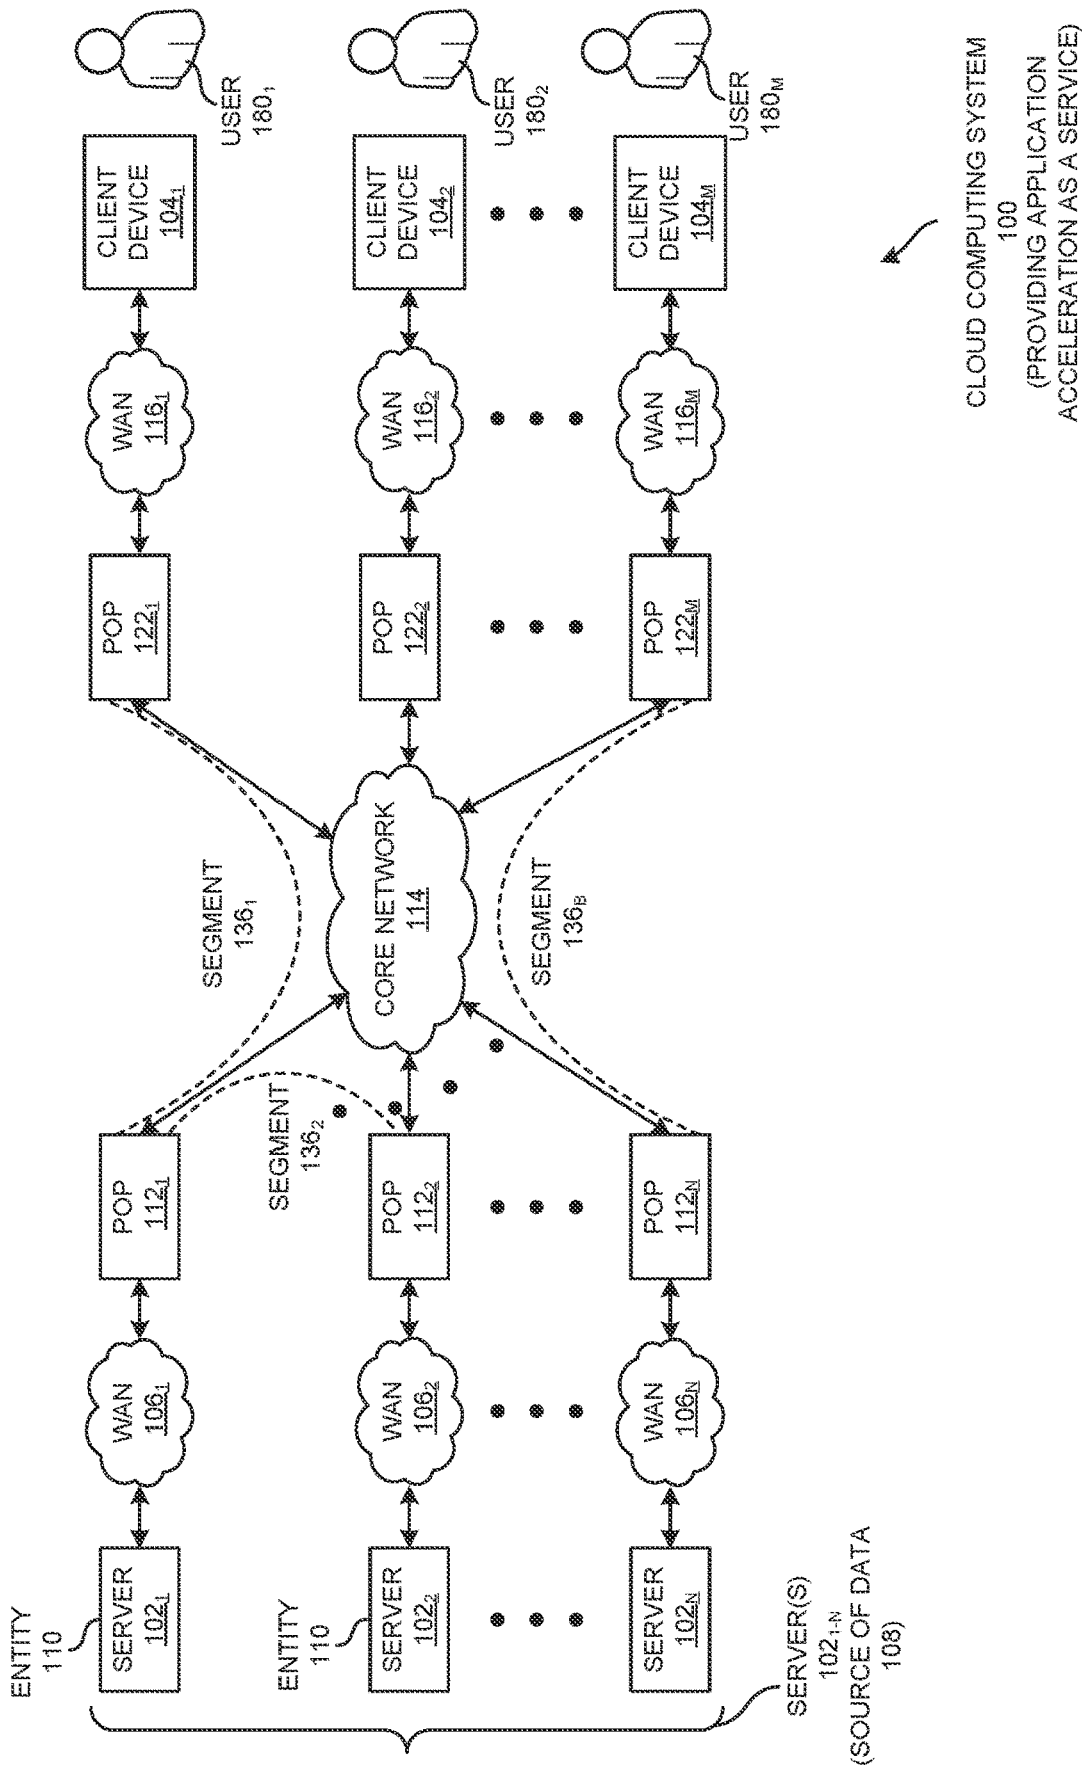 ENTITY
110
SERVER
102₁
WAN
106₁
POP
112₁
SEGMENT
136₁
POP
122₁
WAN
116₁
CLIENT
DEVICE
104₁
USER
180₁
ENTITY
110
SERVER
102₂
WAN
106₂
POP
112₂
SEGMENT
136₂
CORE NETWORK
114
POP
122₂
WAN
116₂
CLIENT
DEVICE
104₂
USER
180₂
SERVER
102N
WAN
106N
POP
112N
SEGMENT
136B
POP
122M
WAN
116M
CLIENT
DEVICE
104M
USER
180M
SERVER(S)
102₁₋N
(SOURCE OF DATA
108)
CLOUD COMPUTING SYSTEM
100
(PROVIDING APPLICATION
ACCELERATION AS A SERVICE)